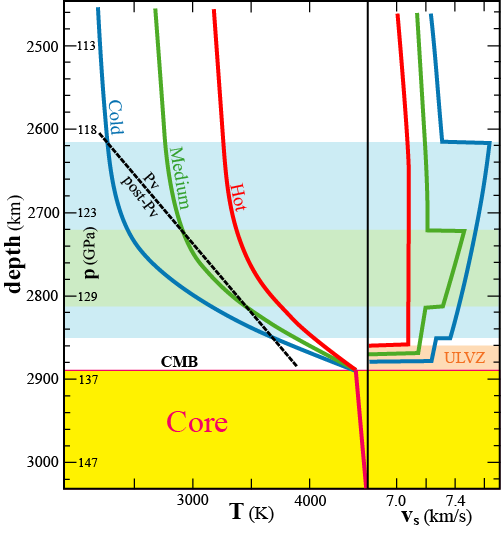 2500
113
2600
118
Cold
Pv
post-Pv
Medium
Hot
2700
123
depth (km)
p (GPa)
2800
129
ULVZ
CMB
2900
137
Core
3000
147
3000
4000
7.0
7.4
T (K)
vs (km/s)